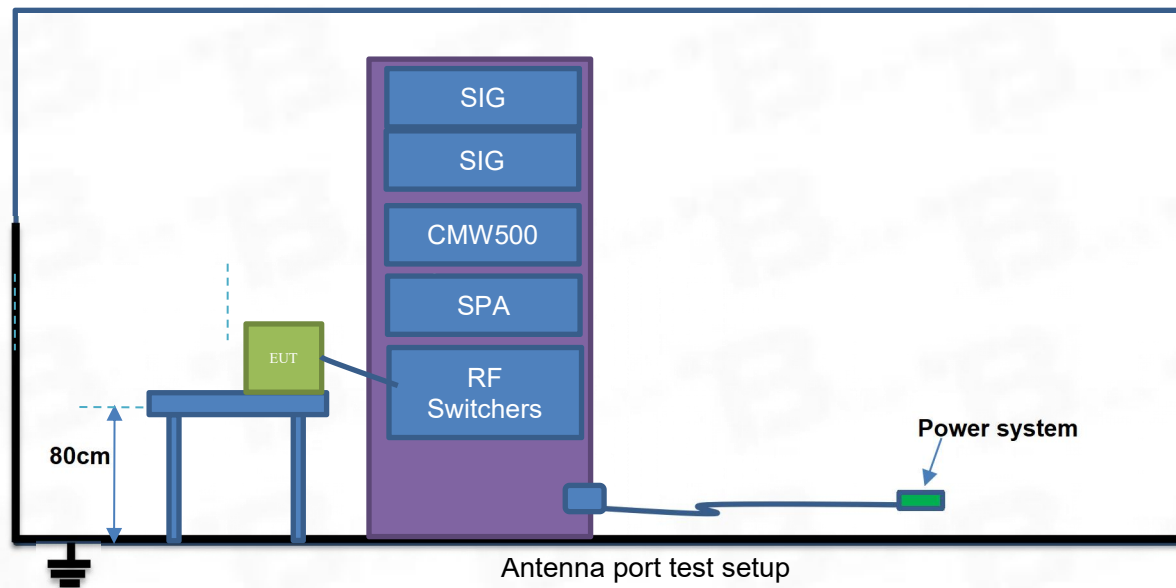 SIG
SIG
CMW500
SPA
EUT
RF
Switchers
80cm
Power system
Antenna port test setup